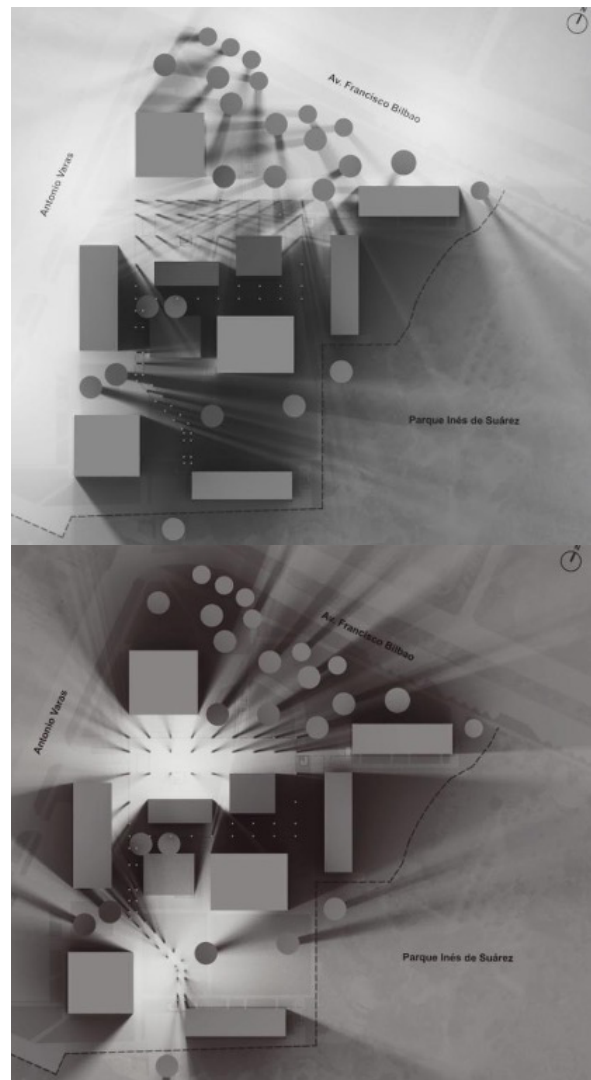 Av. Francisco Bilbao
Antonio Varas
Parque Inés de Suárez
Av. Francisco Bilbao
Antonio Varas
Parque Inés de Suárez